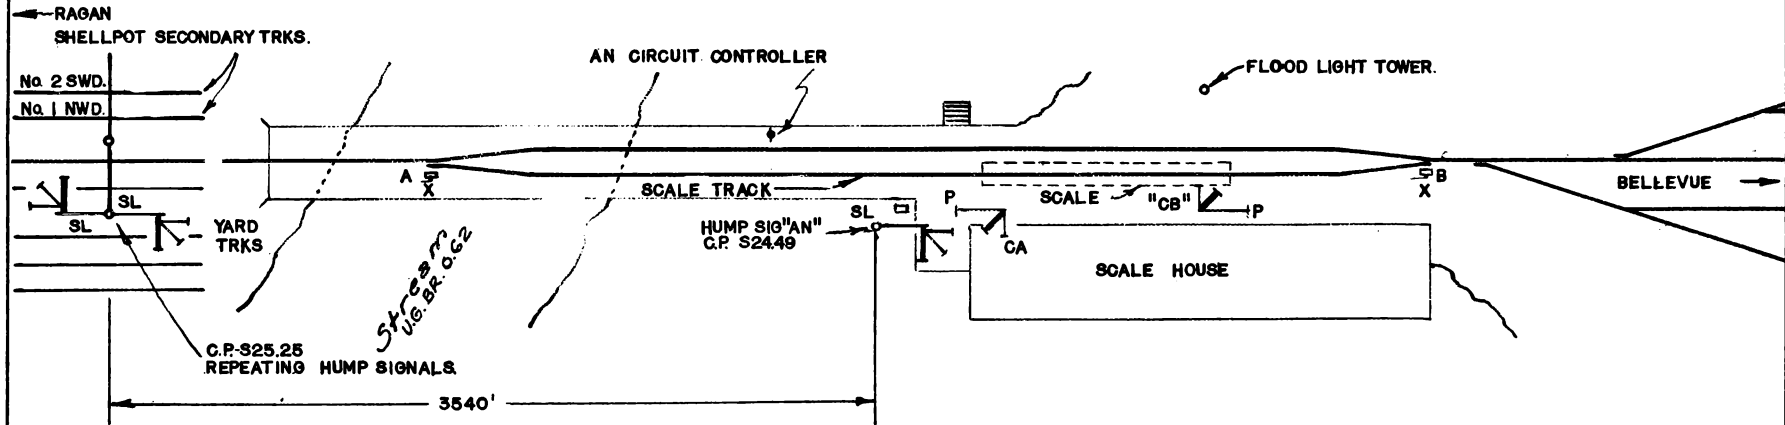 RAGAN
SHELLPOT SECONDARY TRKS.
No. 2 SWD.
No. 1 NWD.
AN CIRCUIT CONTROLLER
FLOOD LIGHT TOWER.
A
X
SCALE TRACK
SCALE
"CB"
P
P
B
X
BELLEVUE
SL
SL
YARD
TRKS
SL
HUMP SIG"AN"
C.P. S24.49
CA
SCALE HOUSE
Stream
U.G. BR. 0.62
C.P.-S25.25
REPEATING HUMP SIGNALS.
3540'